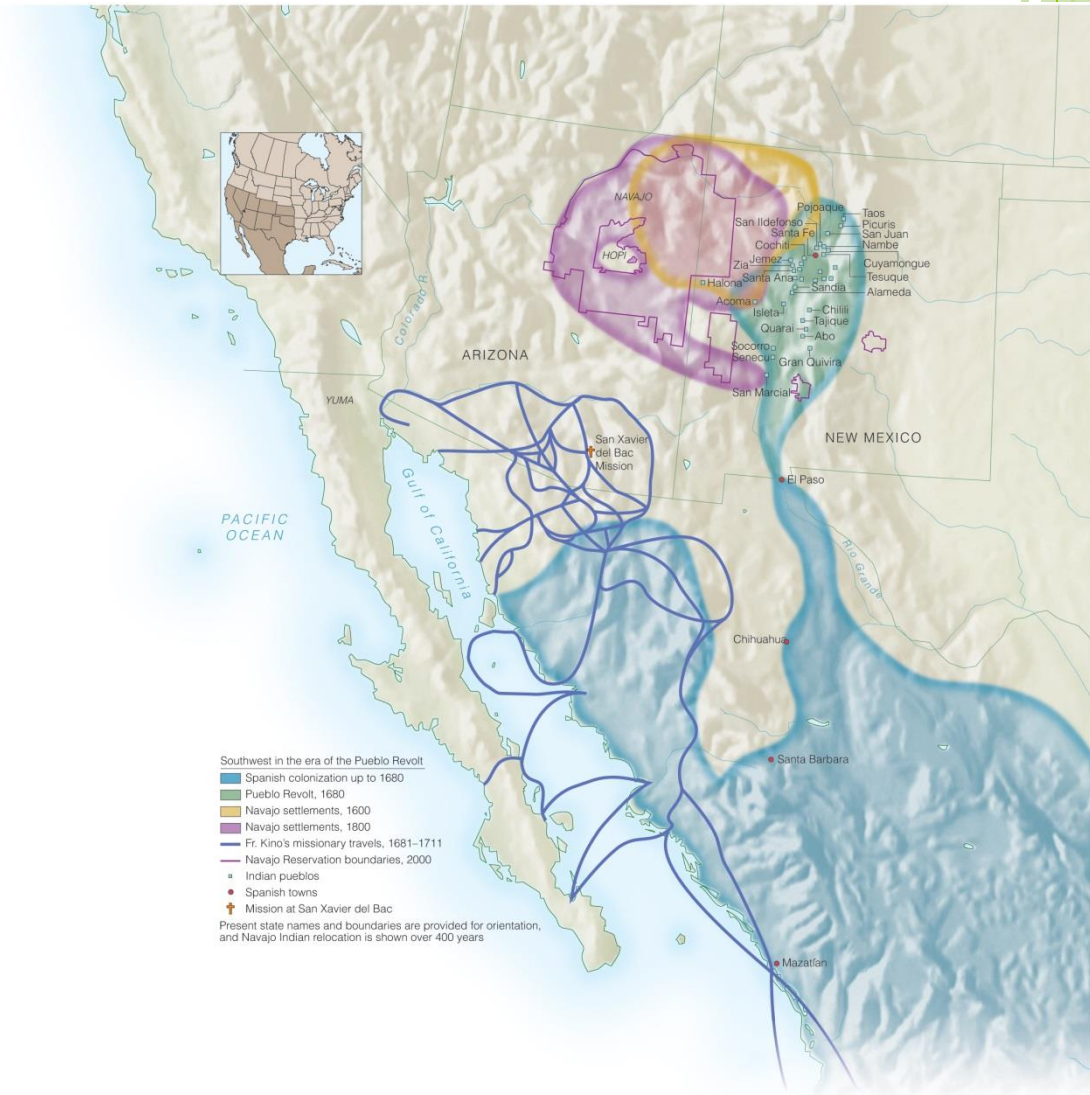 NAVAJO
HOPI
Pojoaque
Taos
San Ildefonso
Picuris
Santa Fe
San Juan
Cochiti
Nambe
Jemez
Cuyamongue
Zia
Santa Ana
Tesuque
Halona
Sandia
Alameda
Acoma
Isleta
Chilili
Tajique
Quarai
Abo
Socorro
Senecu
Gran Quivira
San Marcial
Colorado R.
ARIZONA
YUMA
NEW MEXICO
San Xavier
del Bac
Mission
El Paso
Gulf of California
PACIFIC
OCEAN
Rio Grande
Chihuahua
Santa Barbara
Mazatlan
Southwest in the era of the Pueblo Revolt
Spanish colonization up to 1680
Pueblo Revolt, 1680
Navajo settlements, 1600
Navajo settlements, 1800
Fr. Kino's missionary travels, 1681–1711
Navajo Reservation boundaries, 2000
Indian pueblos
Spanish towns
Mission at San Xavier del Bac
Present state names and boundaries are provided for orientation,
and Navajo Indian relocation is shown over 400 years